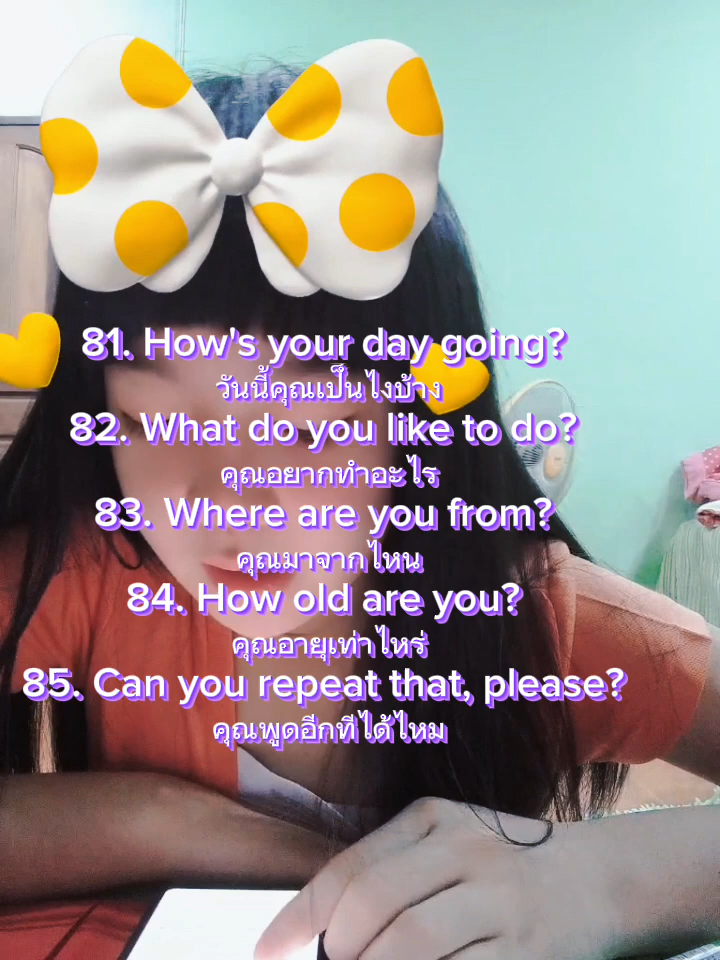 81. How's your day going?
วันนี้คุณเป็นไงบ้าง
82. What do you like to do?
คุณอยากทำอะไร
83. Where are you from?
คุณมาจากไหน
84. How old are you?
คุณอายุเท่าไหร่
85. Can you repeat that, please?
คุณพูดอีกทีได้ไหม